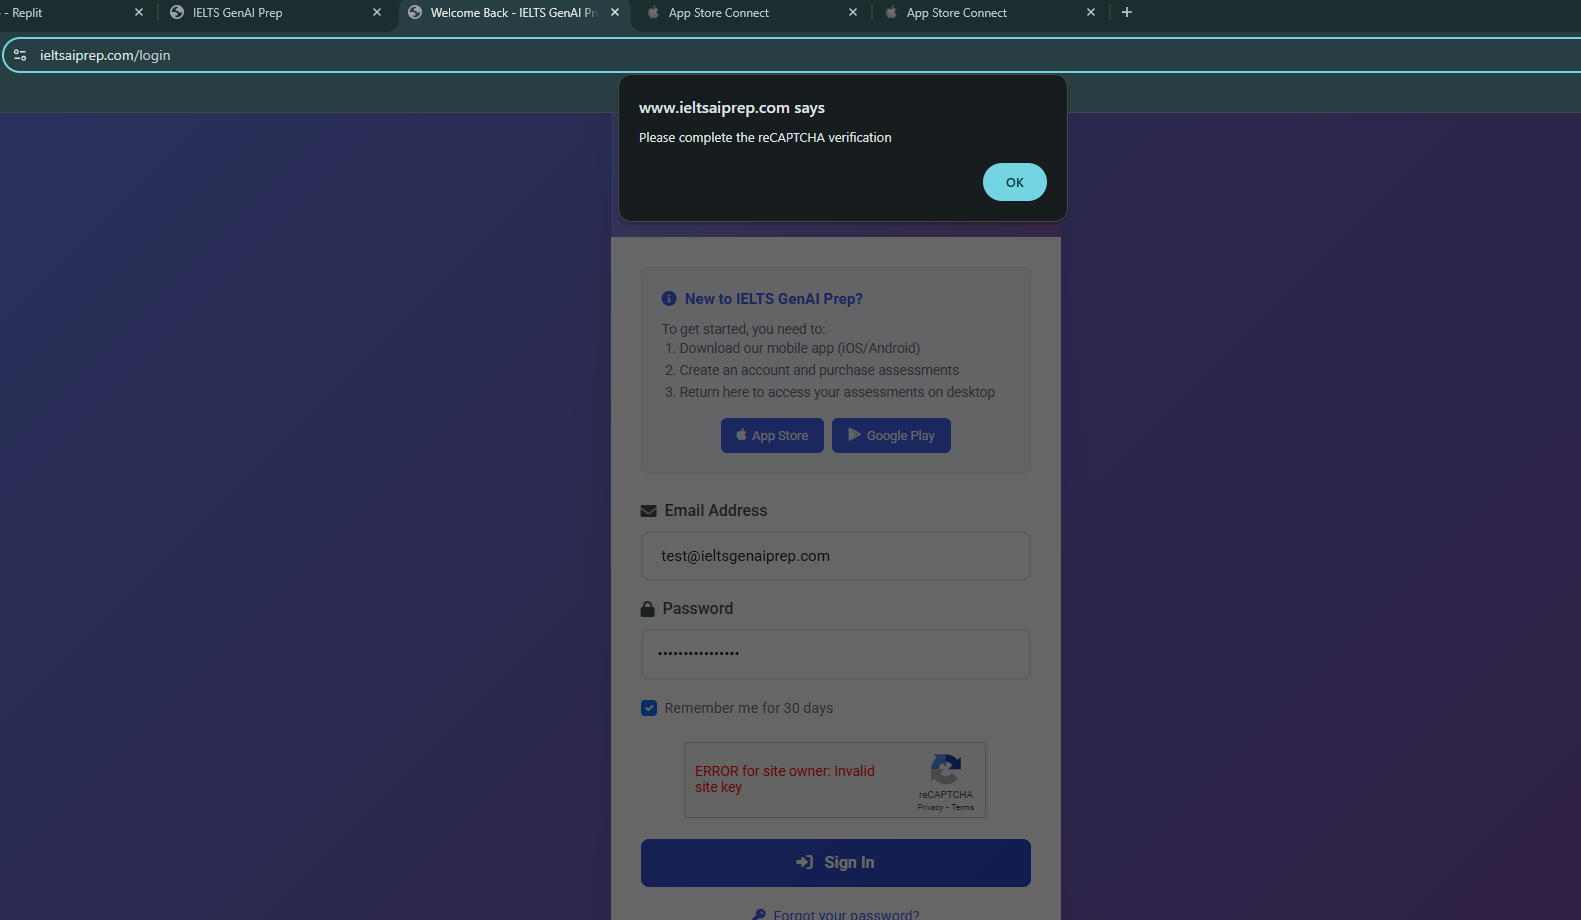 - Replit
IELTS GenAI Prep
Welcome Back - IELTS GenAI Pr
App Store Connect
App Store Connect
ieltsaiprep.com/login
www.ieltsaiprep.com says
Please complete the reCAPTCHA verification
OK
New to IELTS GenAI Prep?
To get started, you need to:
1. Download our mobile app (iOS/Android)
2. Create an account and purchase assessments
3. Return here to access your assessments on desktop
App Store
Google Play
Email Address
test@ieltsgenaiprep.com
Password
Remember me for 30 days
ERROR for site owner: Invalid
site key
reCAPTCHA
Privacy - Terms
Sign In
Forgot your password?